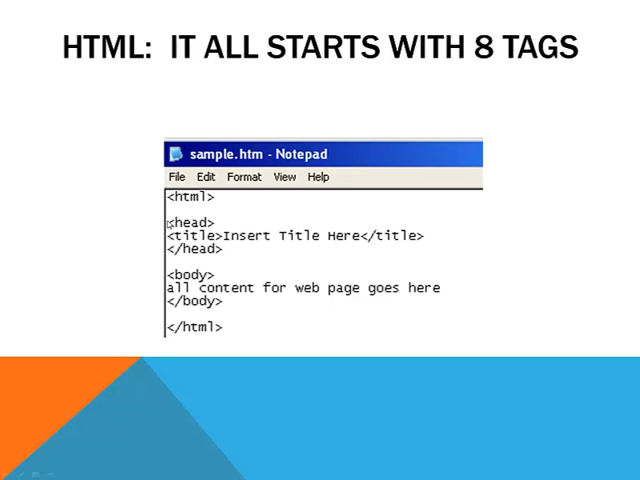 HTML:  IT ALL STARTS WITH 8 TAGS
sample.htm - Notepad
File Edit Format View Help
<html>
<head>
<title>Insert Title Here</title>
</head>
<body>
all content for web page goes here
</body>
</html>